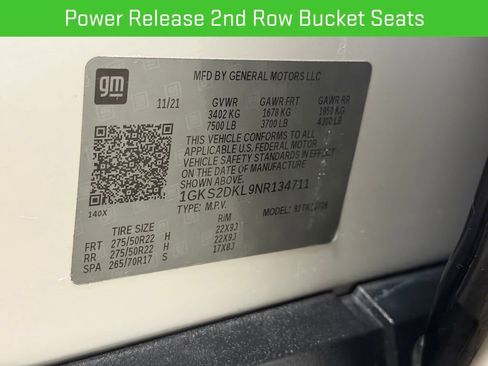 Power Release 2nd Row Bucket Seats
gm
MFD BY GENERAL MOTORS LLC
11/21 GVWR GAWR FRT GAWR RR
3402 KG 1678 KG 1950 KG
7500 LB 3700 LB 4300 LB
THIS VEHICLE CONFORMS TO ALL
APPLICABLE U.S. FEDERAL MOTOR
VEHICLE SAFETY STANDARDS IN EFFECT
ON THE DATE OF MANUFACTURE
SHOWN ABOVE.
1GKS2DKL9NR134711
TYPE: M.P.V. MODEL:
140X
TIRE SIZE RIM
FRT 275/50R22 H 22X9J
RR 275/50R22 H 22X9J
SPA 265/70R17 S 17X8J